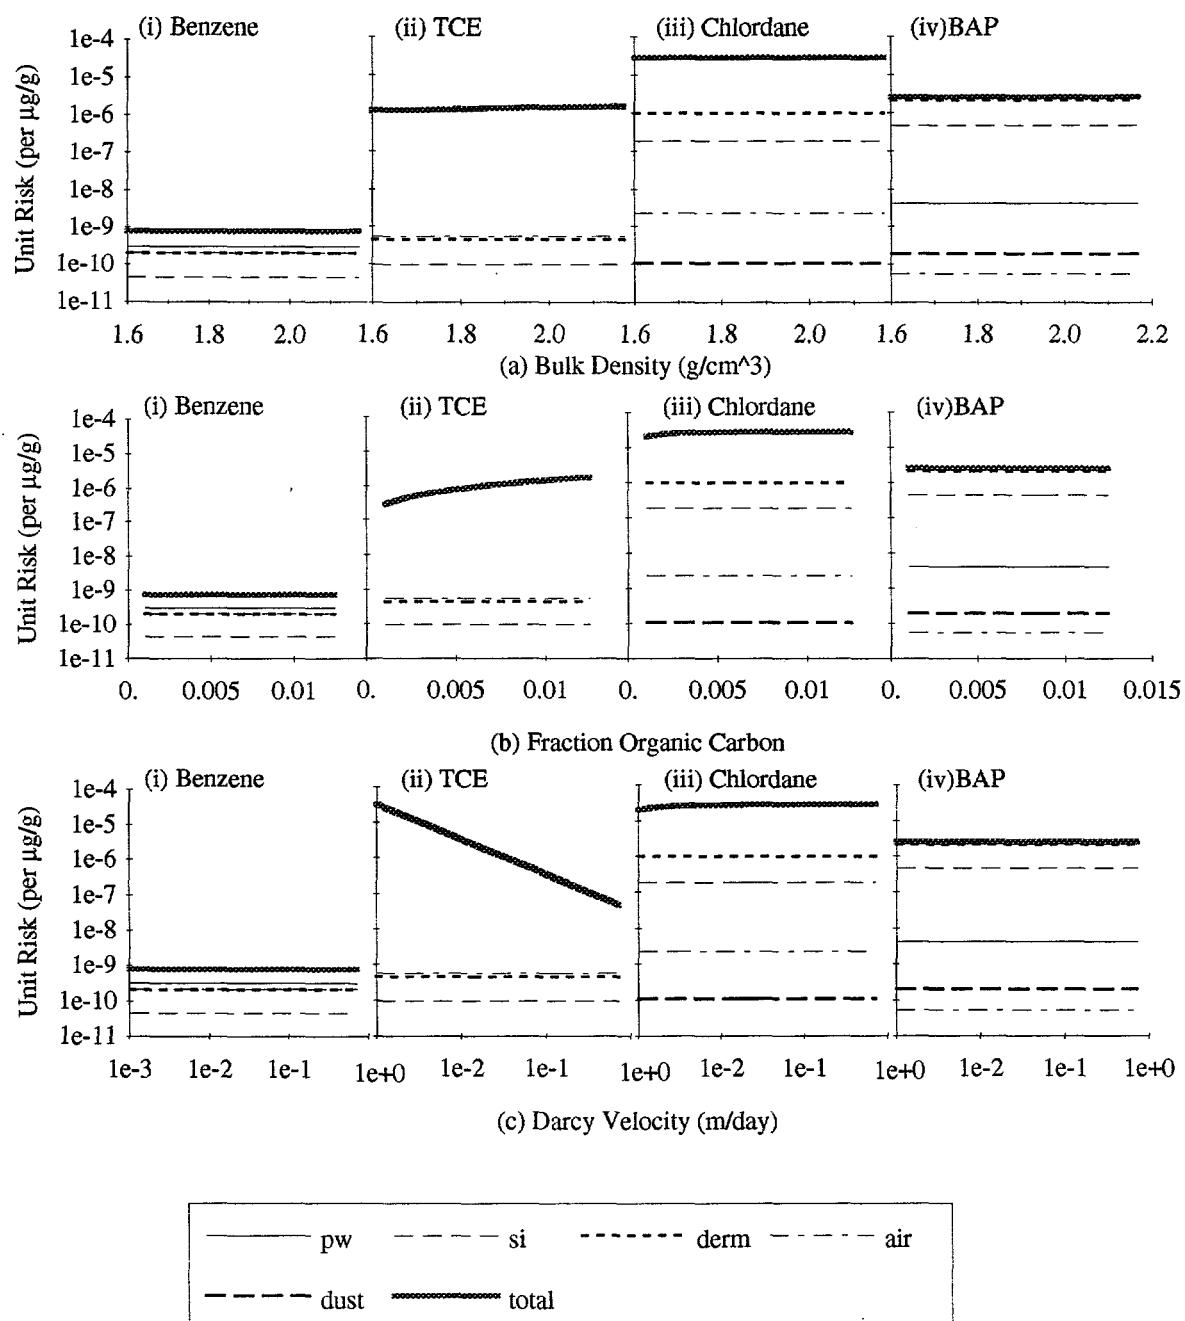 (i) Benzene (ii) TCE (iii) Chlordane (iv)BAP
Unit Risk (per µg/g)
1e-4
1e-5
1e-6
1e-7
1e-8
1e-9
1e-10
1e-11
1.6 1.8 2.0 1.6 1.8 2.0 1.6 1.8 2.0 1.6 1.8 2.0 2.2
(a) Bulk Density (g/cm^3)
(i) Benzene (ii) TCE (iii) Chlordane (iv)BAP
Unit Risk (per µg/g)
1e-4
1e-5
1e-6
1e-7
1e-8
1e-9
1e-10
1e-11
0. 0.005 0.01 0. 0.005 0.01 0. 0.005 0.01 0. 0.005 0.01 0.015
(b) Fraction Organic Carbon
(i) Benzene (ii) TCE (iii) Chlordane (iv)BAP
Unit Risk (per µg/g)
1e-4
1e-5
1e-6
1e-7
1e-8
1e-9
1e-10
1e-11
1e-3 1e-2 1e-1 1e+0 1e-2 1e-1 1e+0 1e-2 1e-1 1e+0 1e-2 1e-1 1e+0
(c) Darcy Velocity (m/day)
pw si derm air
dust total